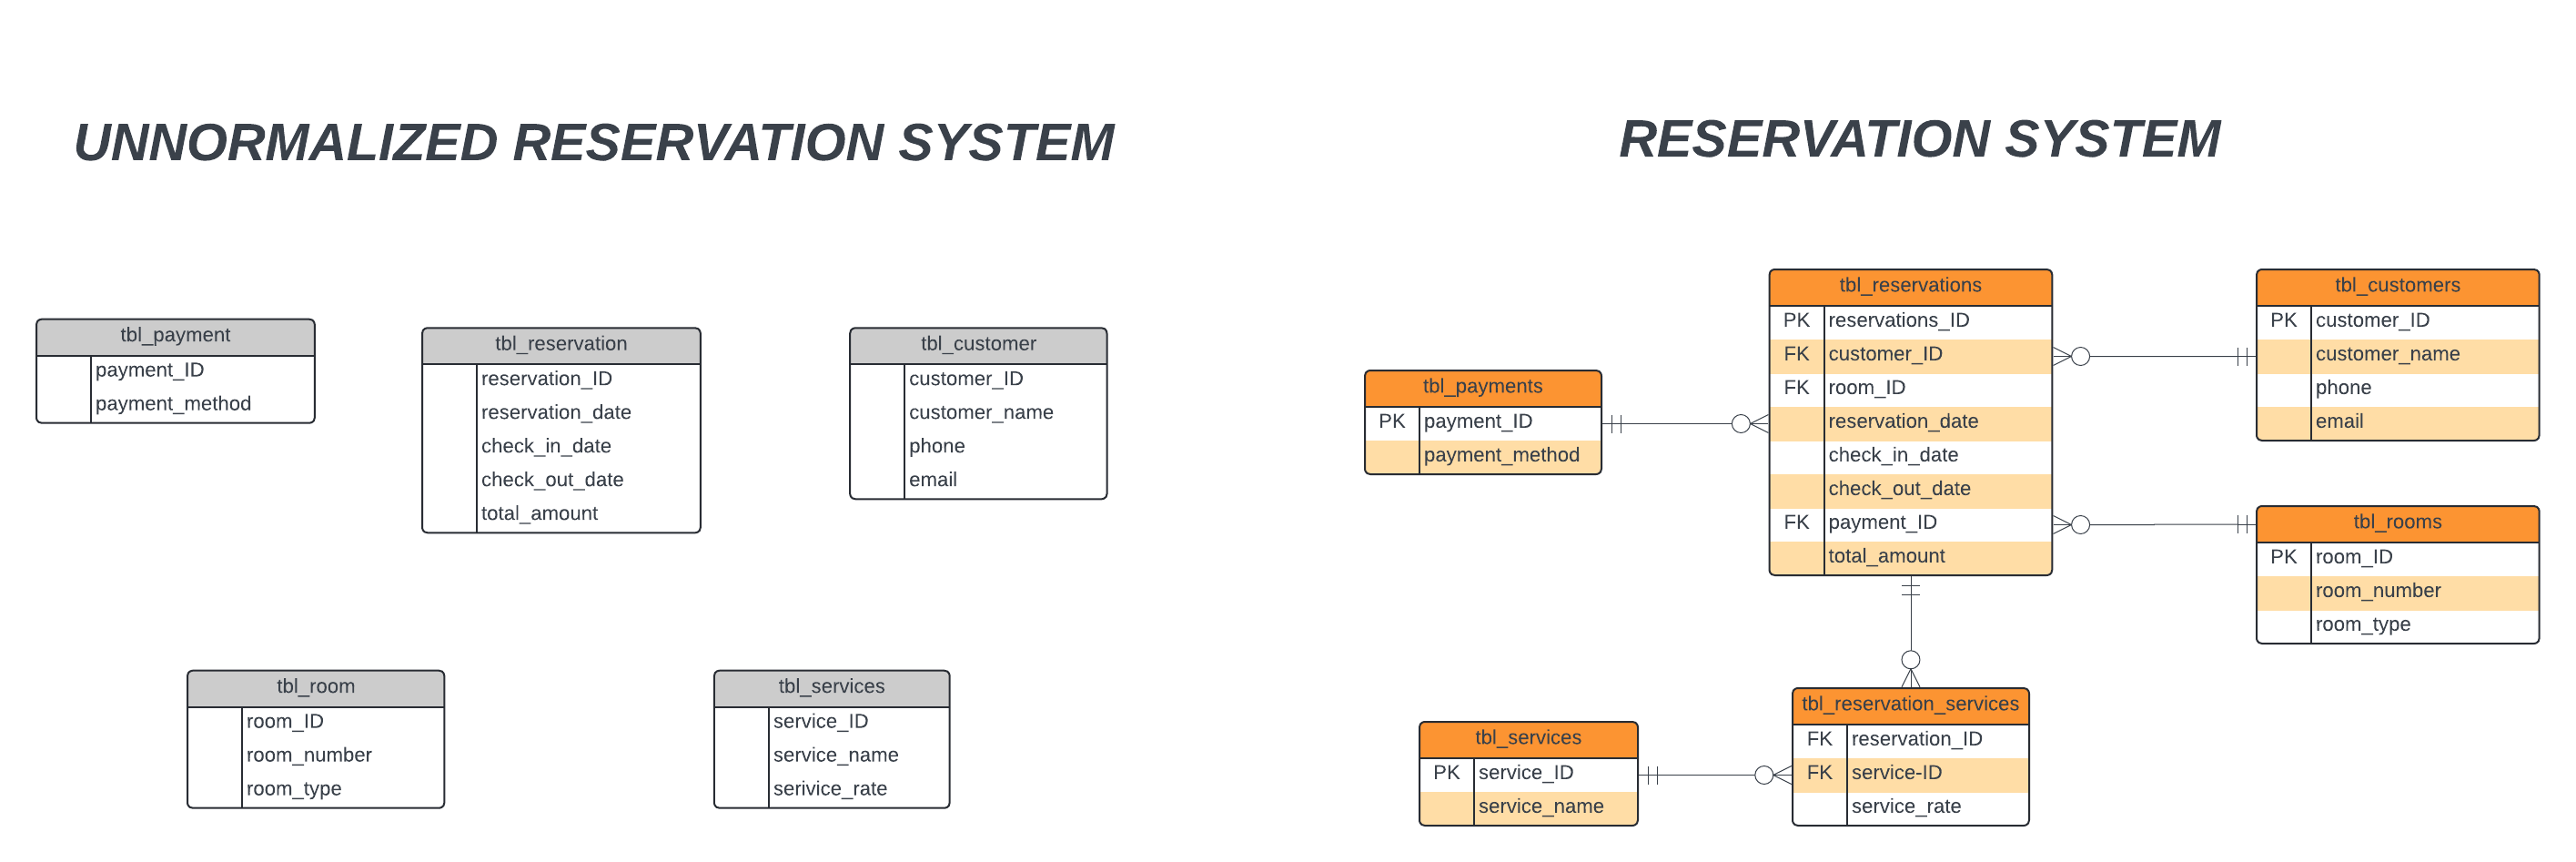 UNNORMALIZED RESERVATION SYSTEM
tbl_payment
payment_ID
payment_method
tbl_reservation
reservation_ID
reservation_date
check_in_date
check_out_date
total_amount
tbl_customer
customer_ID
customer_name
phone
email
tbl_room
room_ID
room_number
room_type
tbl_services
service_ID
service_name
serivice_rate
RESERVATION SYSTEM
tbl_payments
PK payment_ID
payment_method
tbl_reservations
PK reservations_ID
FK customer_ID
FK room_ID
reservation_date
check_in_date
check_out_date
FK payment_ID
total_amount
tbl_customers
PK customer_ID
customer_name
phone
email
tbl_rooms
PK room_ID
room_number
room_type
tbl_services
PK service_ID
service_name
tbl_reservation_services
FK reservation_ID
FK service-ID
service_rate